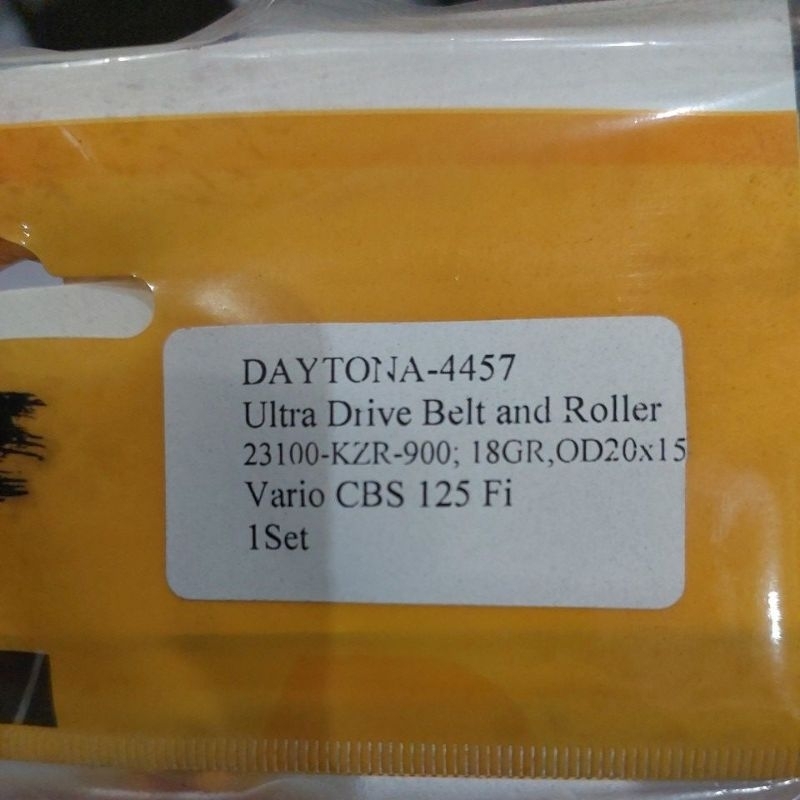 DAYTONA-4457
Ultra Drive Belt and Roller
23100-KZR-900; 18GR,OD20x15
Vario CBS 125 Fi
1Set